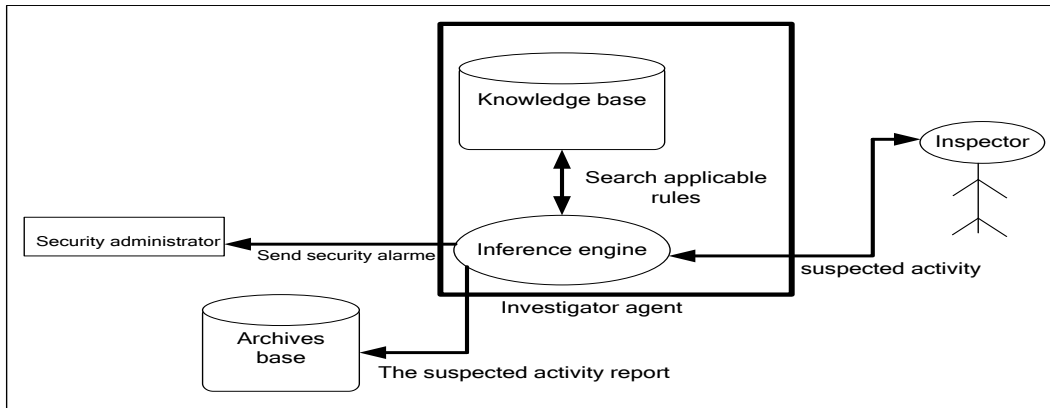 Knowledge base
Inspector
Search applicable
rules
Security administrator
Send security alarme
Inference engine
suspected activity
Investigator agent
Archives
base
The suspected activity report